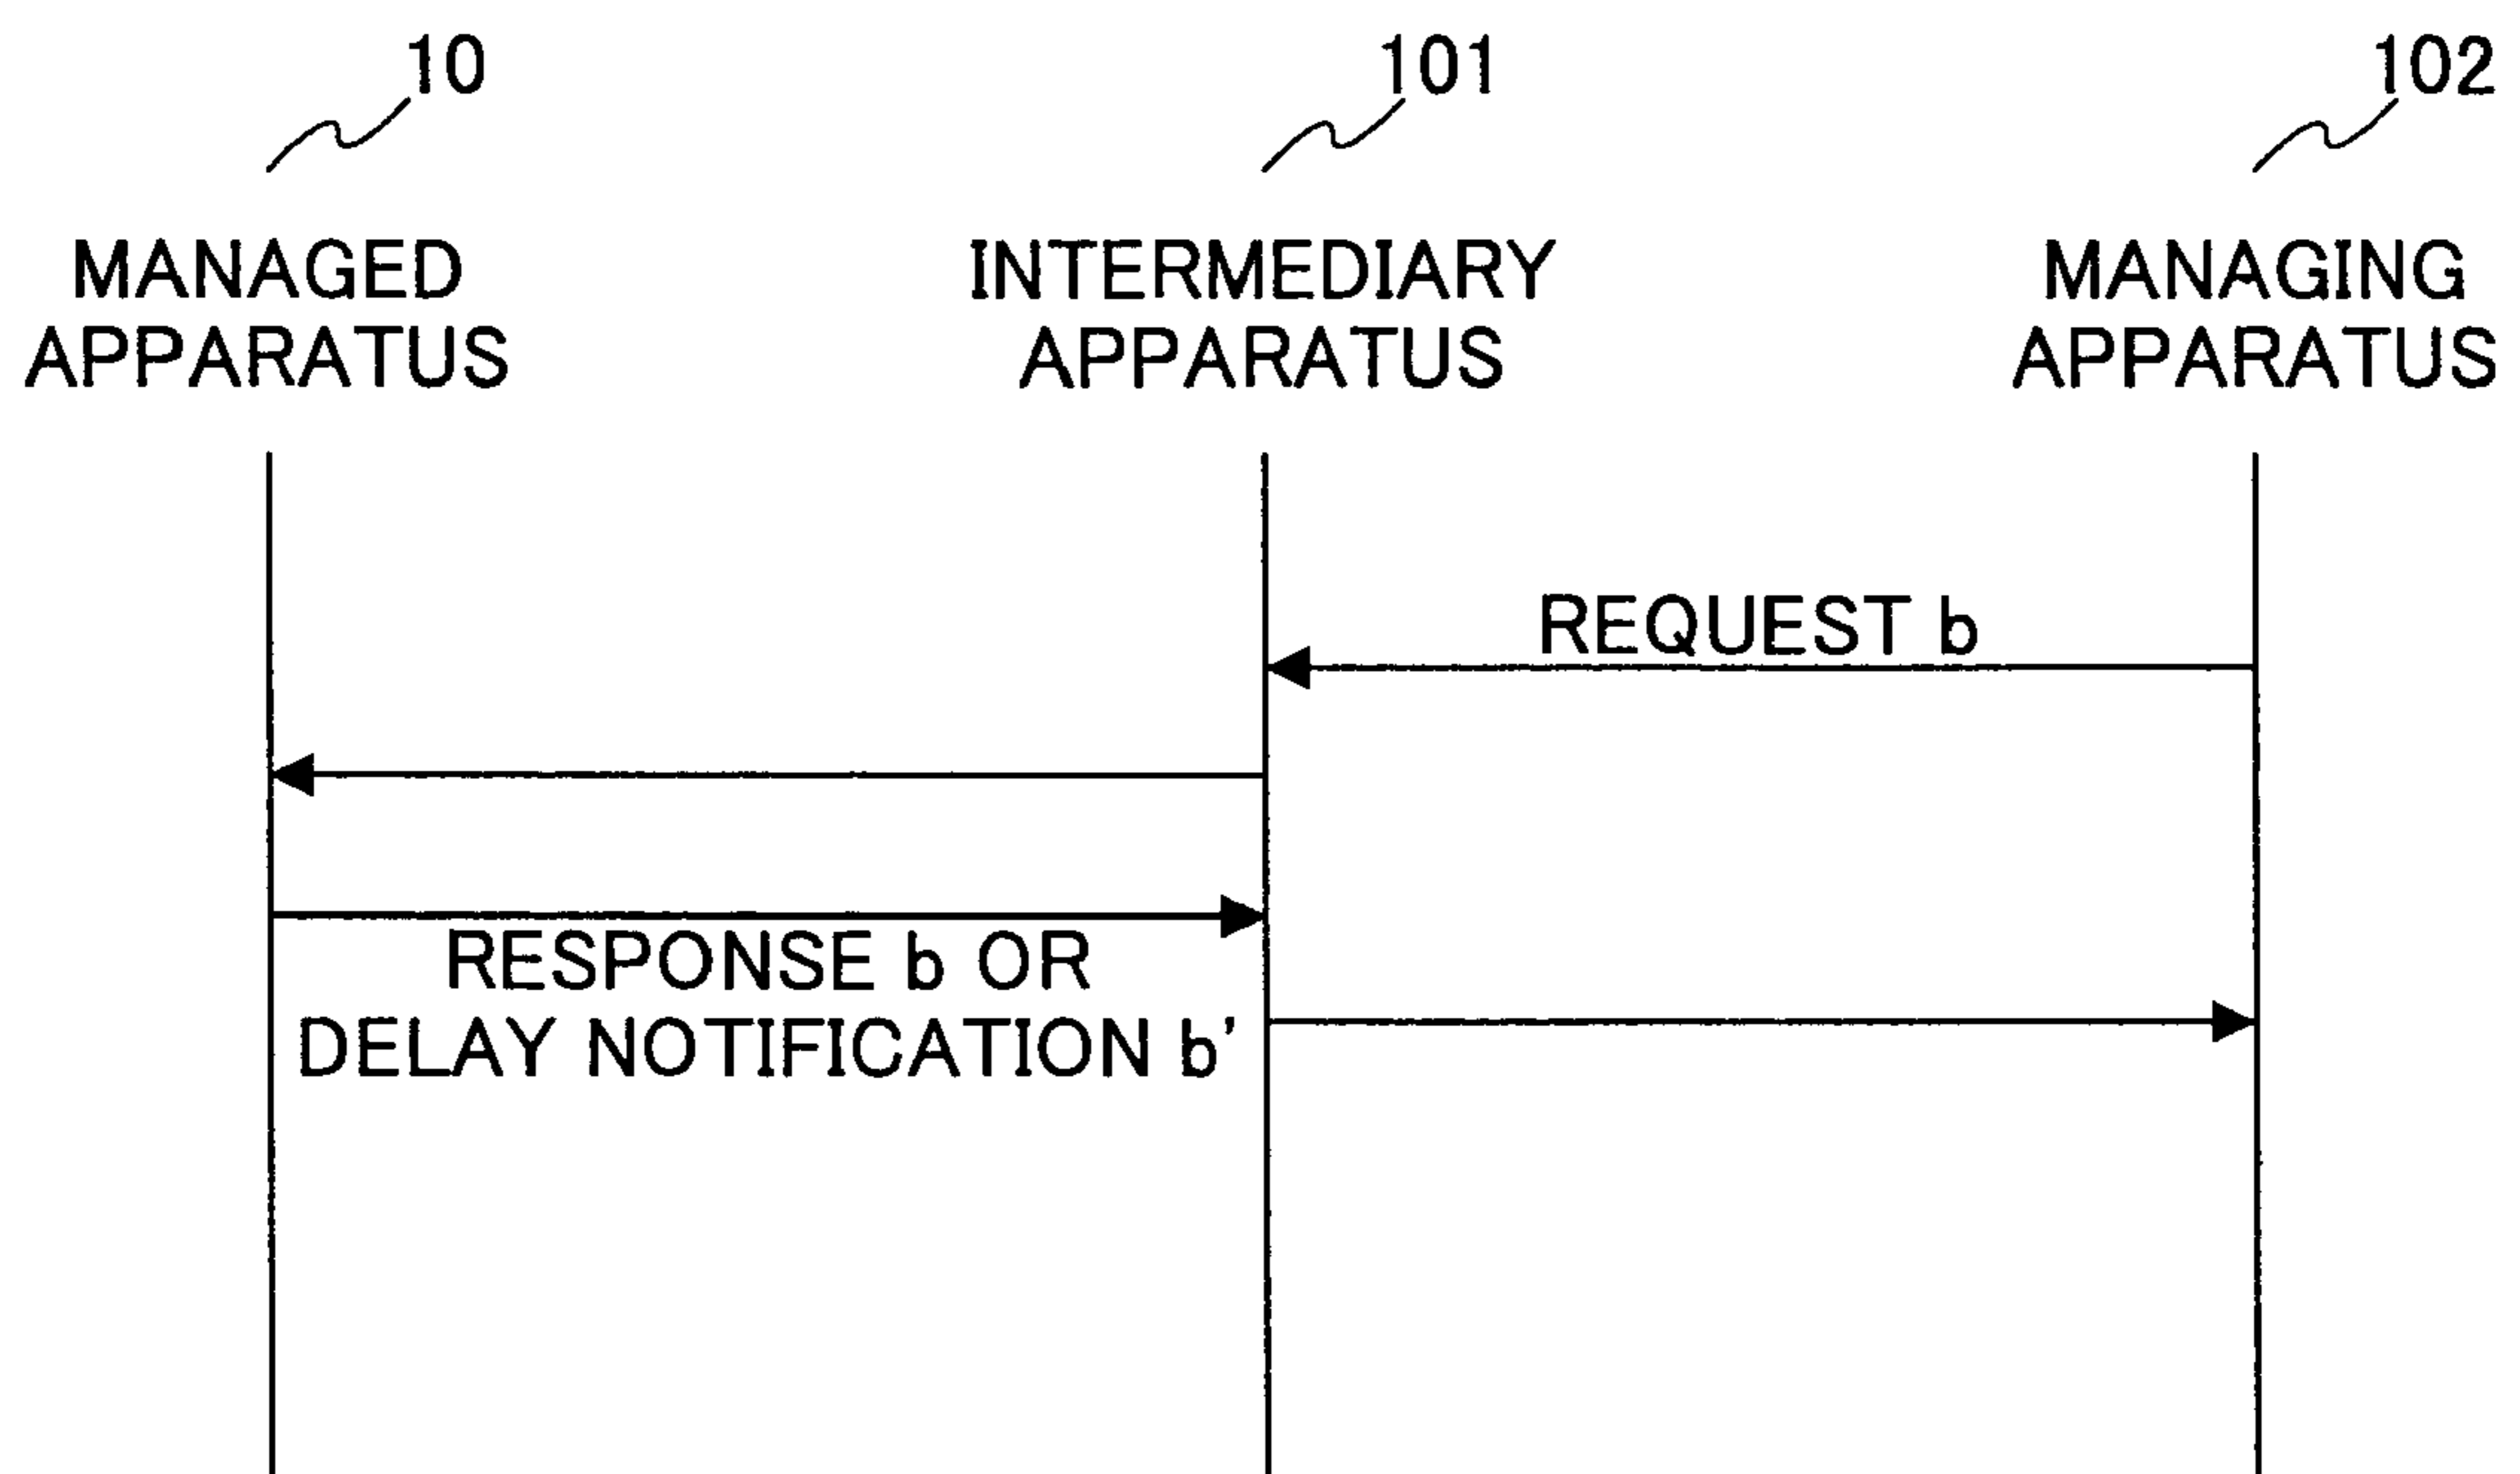 10
101
102
MANAGED
APPARATUS
INTERMEDIARY
APPARATUS
MANAGING
APPARATUS
REQUEST b
RESPONSE b OR
DELAY NOTIFICATION b'